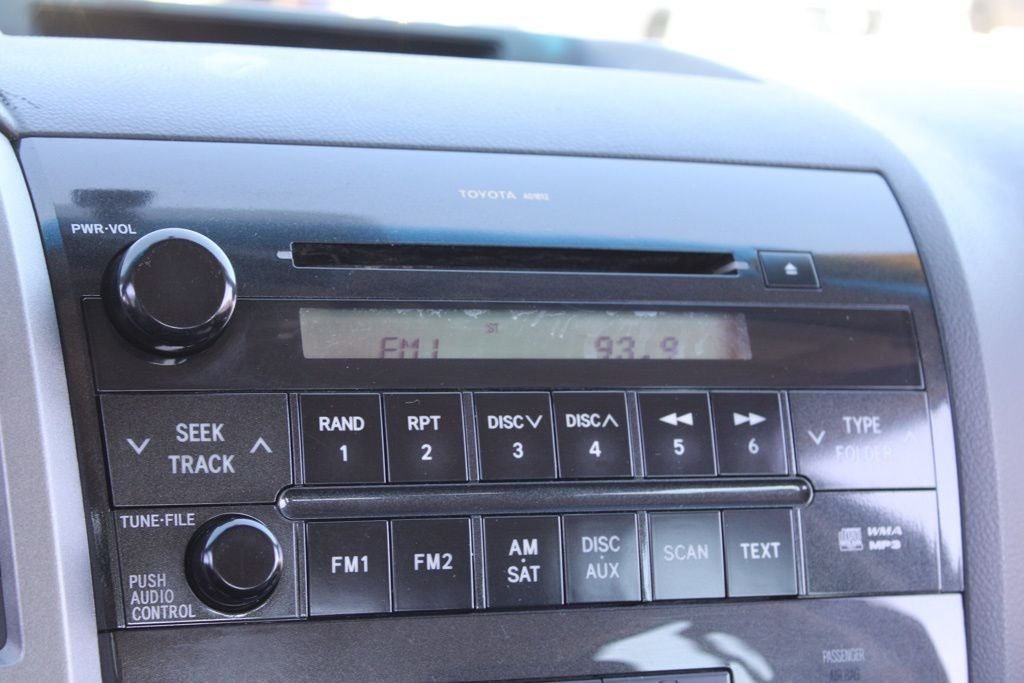 TOYOTA
PWR·VOL
ST
FM1 93.9
SEEK
TRACK
RAND
1
RPT
2
DISC
3
DISC
4
5
6
TYPE
FOLDER
TUNE·FILE
PUSH
AUDIO
CONTROL
FM1
FM2
AM
SAT
DISC
AUX
SCAN
TEXT
WMA
MP3
PASSENGER
AIRBAG